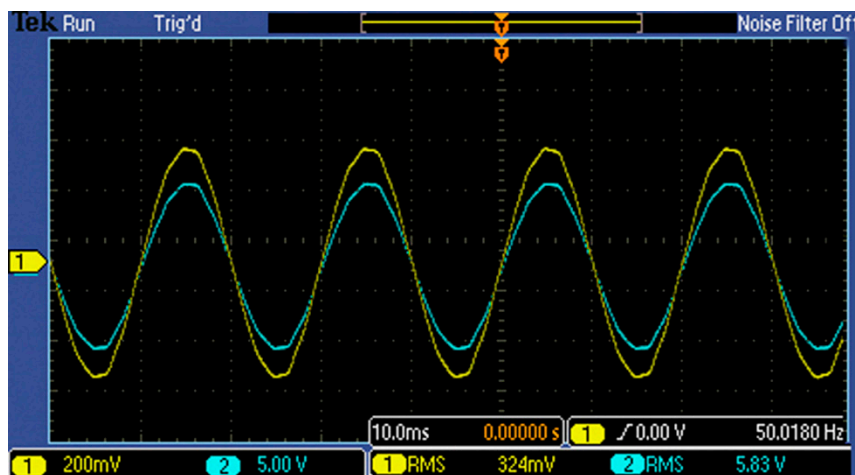 Tek Run Trig'd Noise Filter Off
T
T
1
10.0ms 0.00000 s 1 0.00 V 50.0180 Hz
1 200mV 2 5.00 V 1 RMS 324mV 2 RMS 5.83 V